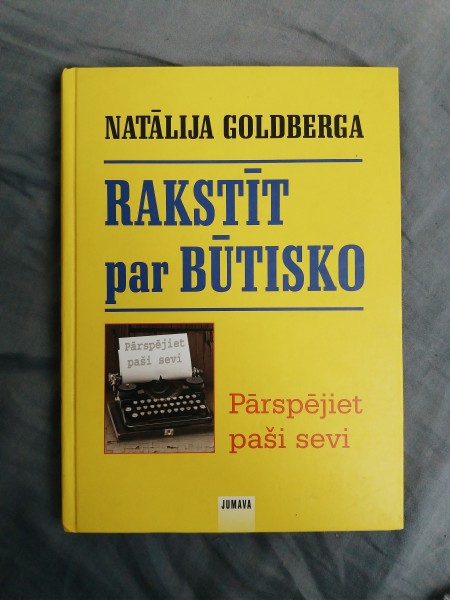 NATĀLIJA GOLDBERGA
RAKSTĪT
par BŪTISKO
Pārspējiet
paši sevi
Pārspējiet
paši sevi
JUMAVA